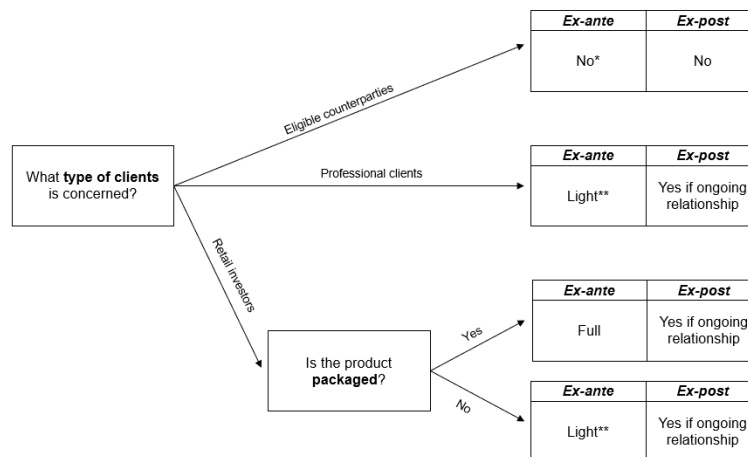 Ex-ante Ex-post
No* No
Eligible counterparties
What type of clients
is concerned?
Professional clients
Ex-ante Ex-post
Light** Yes if ongoing
relationship
Retail investors
Is the product
packaged?
Yes
Ex-ante Ex-post
Full Yes if ongoing
relationship
No
Ex-ante Ex-post
Light** Yes if ongoing
relationship